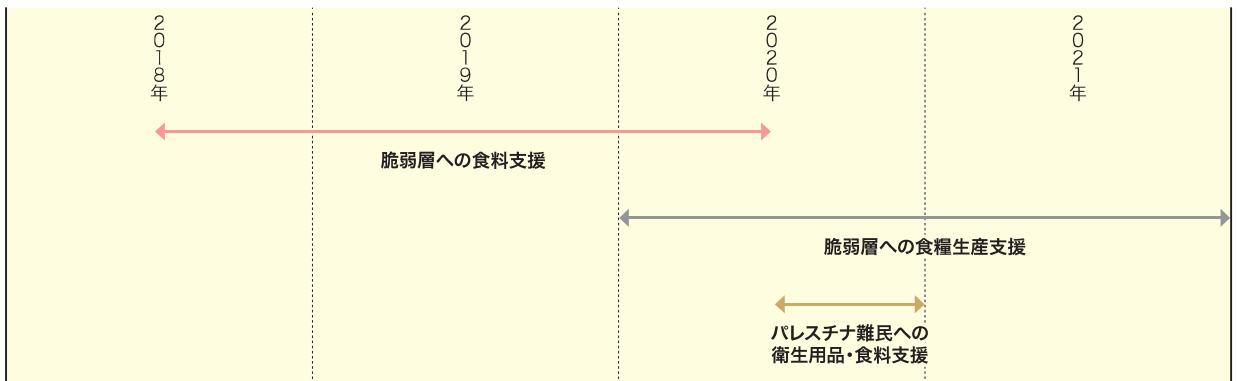 2018年
2019年
2020年
2021年
脆弱層への食料支援
脆弱層への食糧生産支援
パレスチナ難民への
衛生用品・食料支援